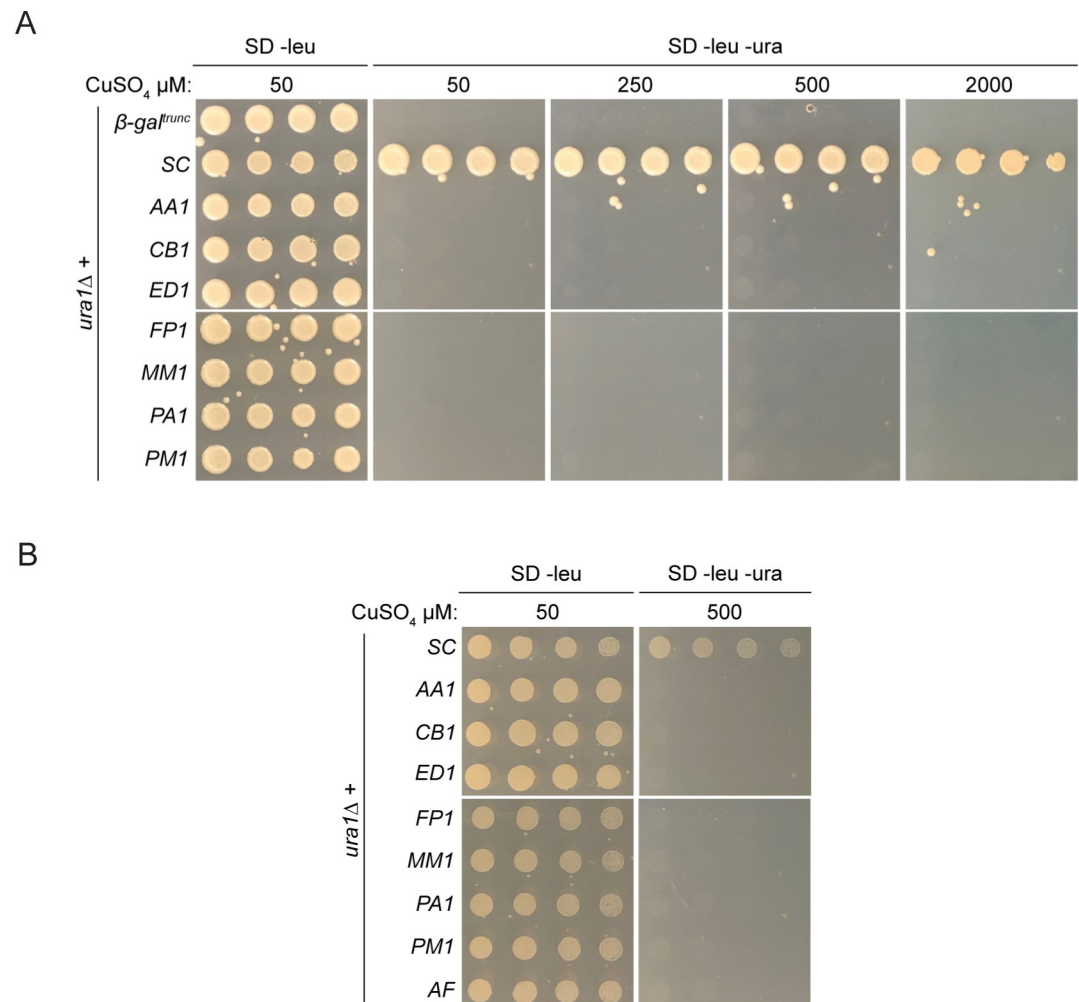 A
SD -leu SD -leu -ura
CuSO₄ µM: 50 50 250 500 2000
β-galᵗʳᵘⁿᶜ
SC
AA1
CB1
ED1
FP1
MM1
PA1
PM1
ura1Δ +
B
SD -leu SD -leu -ura
CuSO₄ µM: 50 500
SC
AA1
CB1
ED1
FP1
MM1
PA1
PM1
AF
ura1Δ +